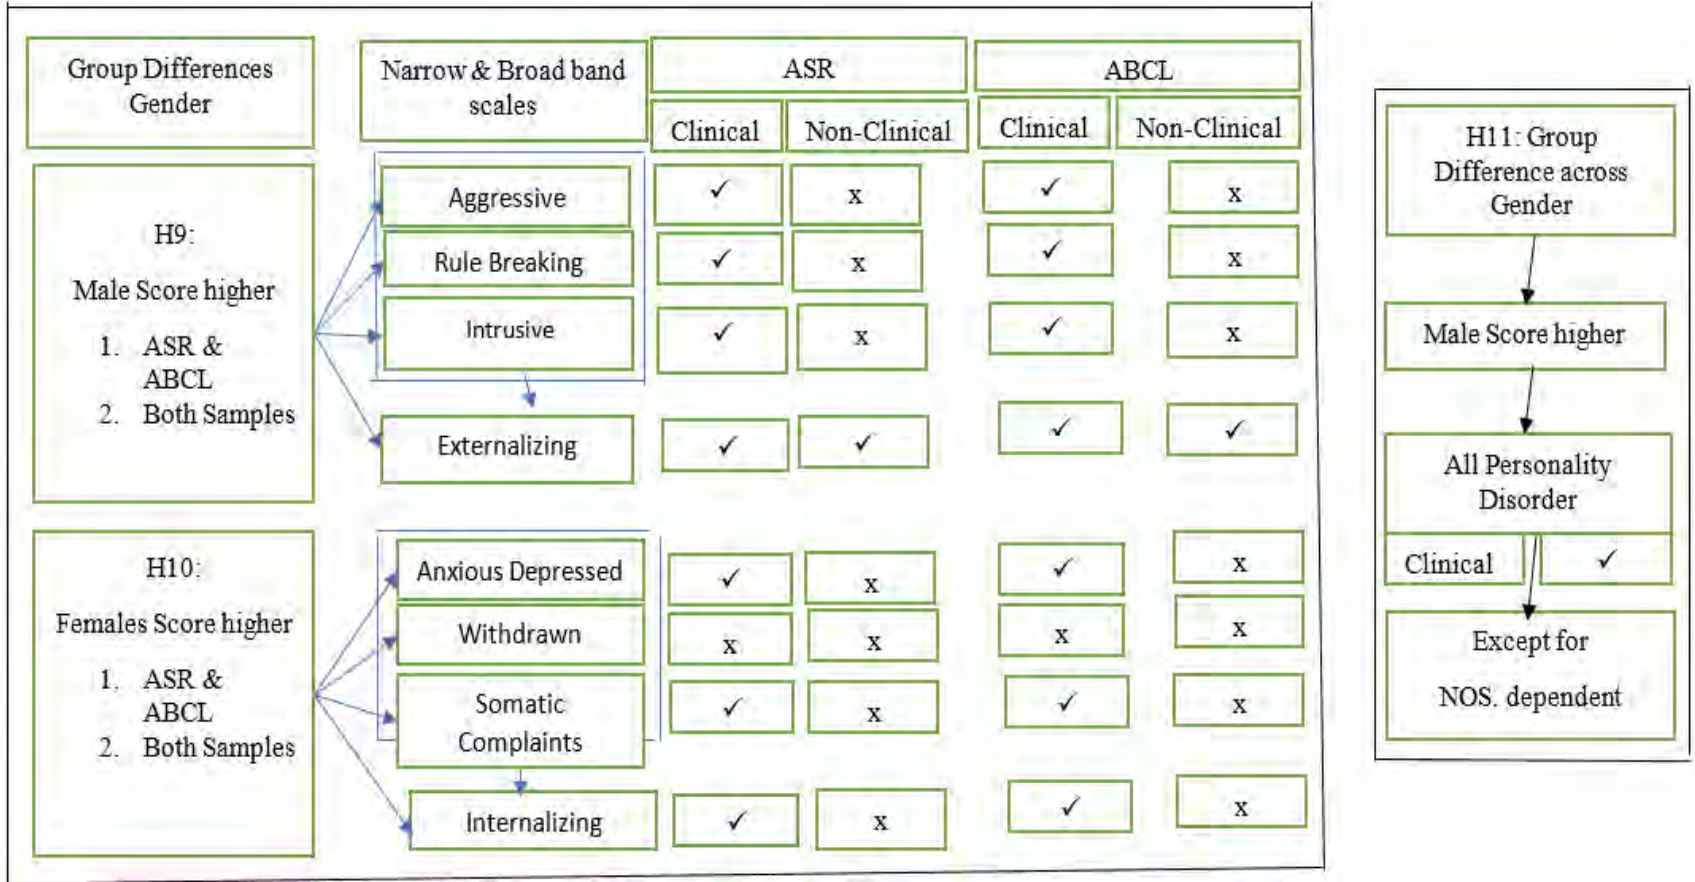 Group Differences
Gender
Narrow & Broad band
scales
ASR
ABCL
Clinical
Non-Clinical
Clinical
Non-Clinical
H9:
Male Score higher
1. ASR &
ABCL
2. Both Samples
Aggressive
✓
x
✓
x
Rule Breaking
✓
x
✓
x
Intrusive
✓
x
✓
x
Externalizing
✓
✓
✓
✓
H10:
Females Score higher
1. ASR &
ABCL
2. Both Samples
Anxious Depressed
✓
x
✓
x
Withdrawn
x
x
x
x
Somatic
Complaints
✓
x
✓
x
Internalizing
✓
x
✓
x
H11: Group
Difference across
Gender
Male Score higher
All Personality
Disorder
Clinical
✓
Except for
NOS. dependent